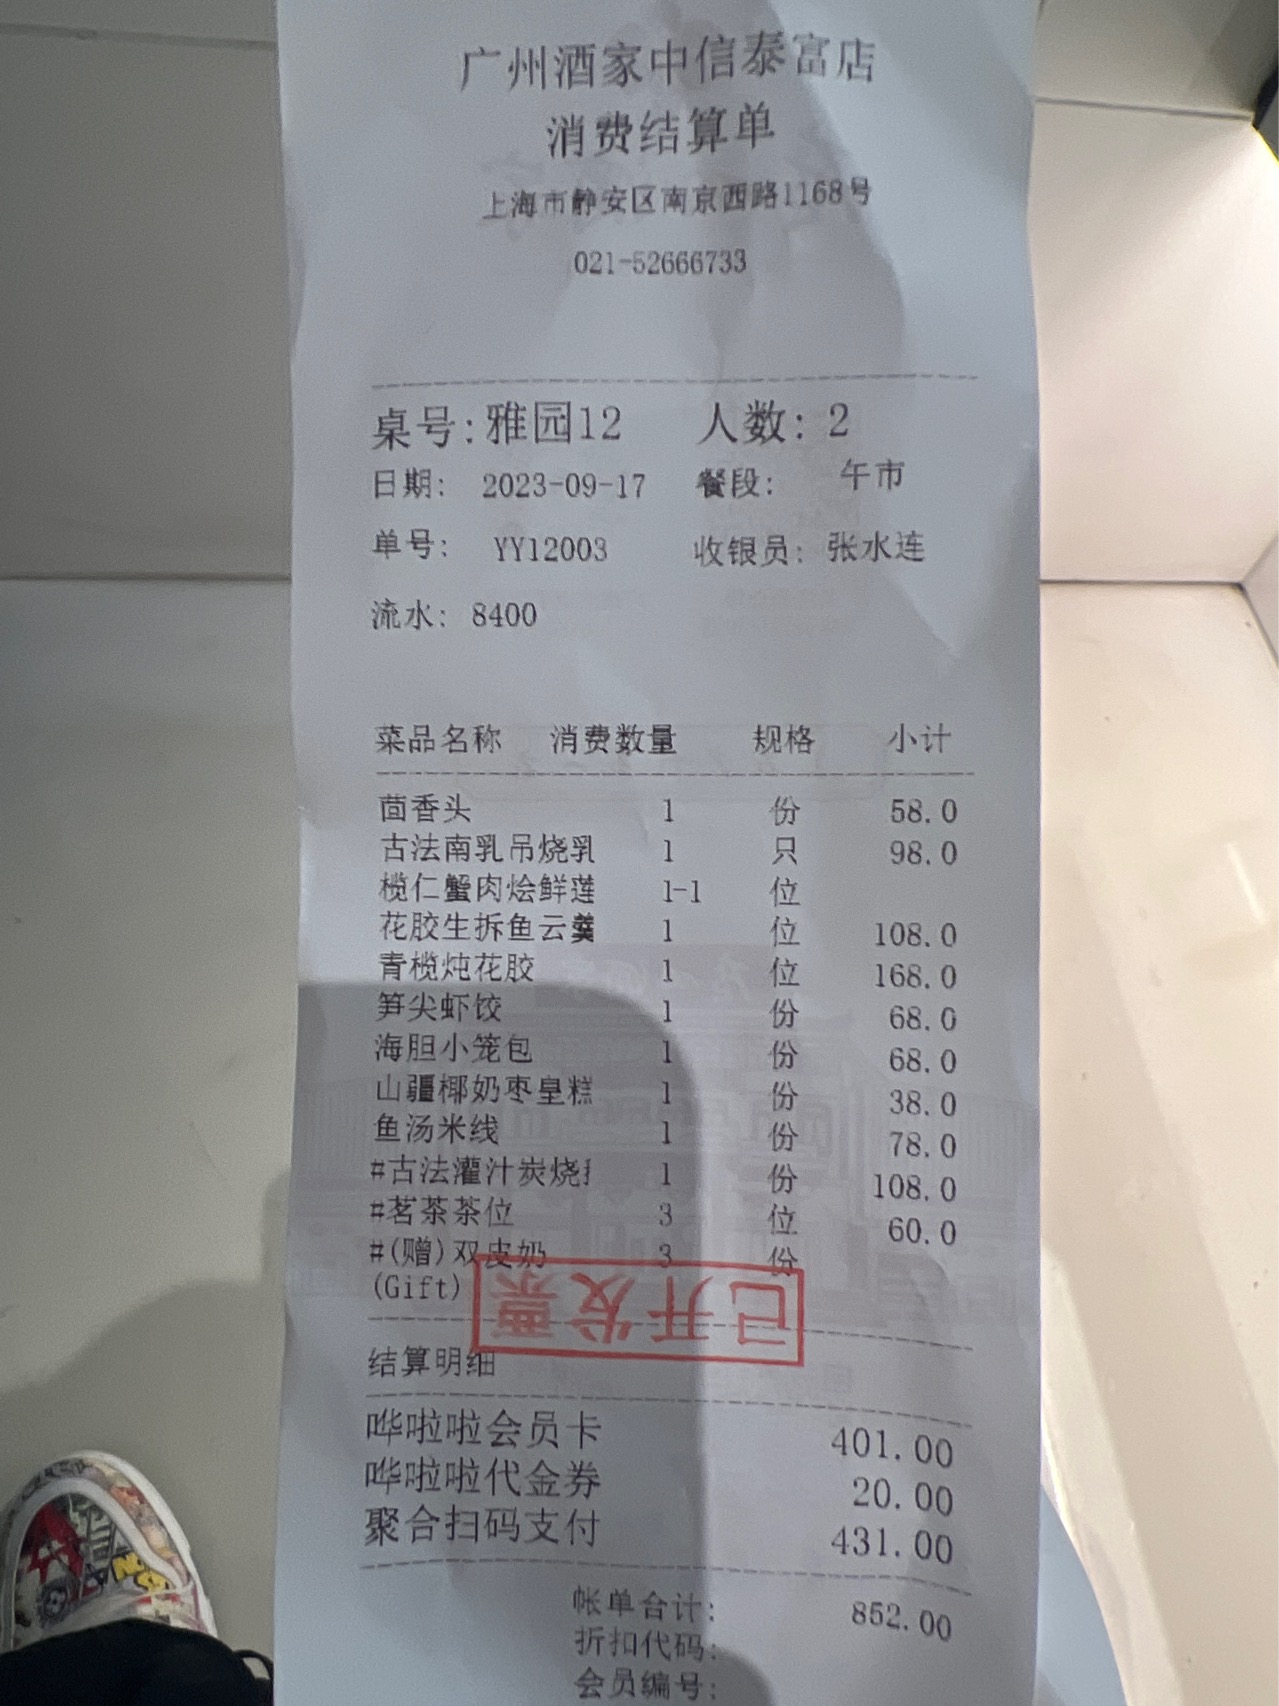 广州酒家中信泰富店
消费结算单
上海市静安区南京西路1168号
021-52666733
桌号:雅园12 人数: 2
日期: 2023-09-17 餐段: 午市
单号: YY12003 收银员: 张水连
流水: 8400
菜品名称 消费数量 规格 小计
茴香头 1 份 58.0
古法南乳吊烧乳 1 只 98.0
榄仁蟹肉烩鲜莲 1-1 位
花胶生拆鱼云羹 1 位 108.0
青榄炖花胶 1 位 168.0
笋尖虾饺 1 份 68.0
海胆小笼包 1 份 68.0
山疆椰奶枣皇糕 1 份 38.0
鱼汤米线 1 份 78.0
#古法灌汁炭烧 1 份 108.0
#茗茶茶位 3 位 60.0
#(赠)双皮奶 3 份
(Gift)
已开发票
结算明细
哗啦啦会员卡 401.00
哗啦啦代金券 20.00
聚合扫码支付 431.00
帐单合计: 852.00
折扣代码:
会员编号: